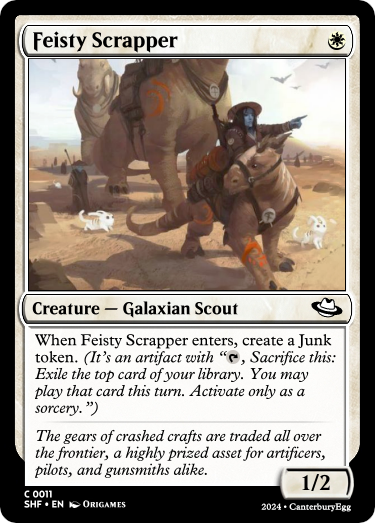 Feisty Scrapper
Creature — Galaxian Scout
When Feisty Scrapper enters, create a Junk
token. (It's an artifact with “, Sacrifice this:
Exile the top card of your library. You may
play that card this turn. Activate only as a
sorcery.”)
The gears of crashed crafts are traded all over
the frontier, a highly prized asset for artificers,
pilots, and gunsmiths alike.
1/2
C 0011
SHF • EN Origames
2024 • CanterburyEgg